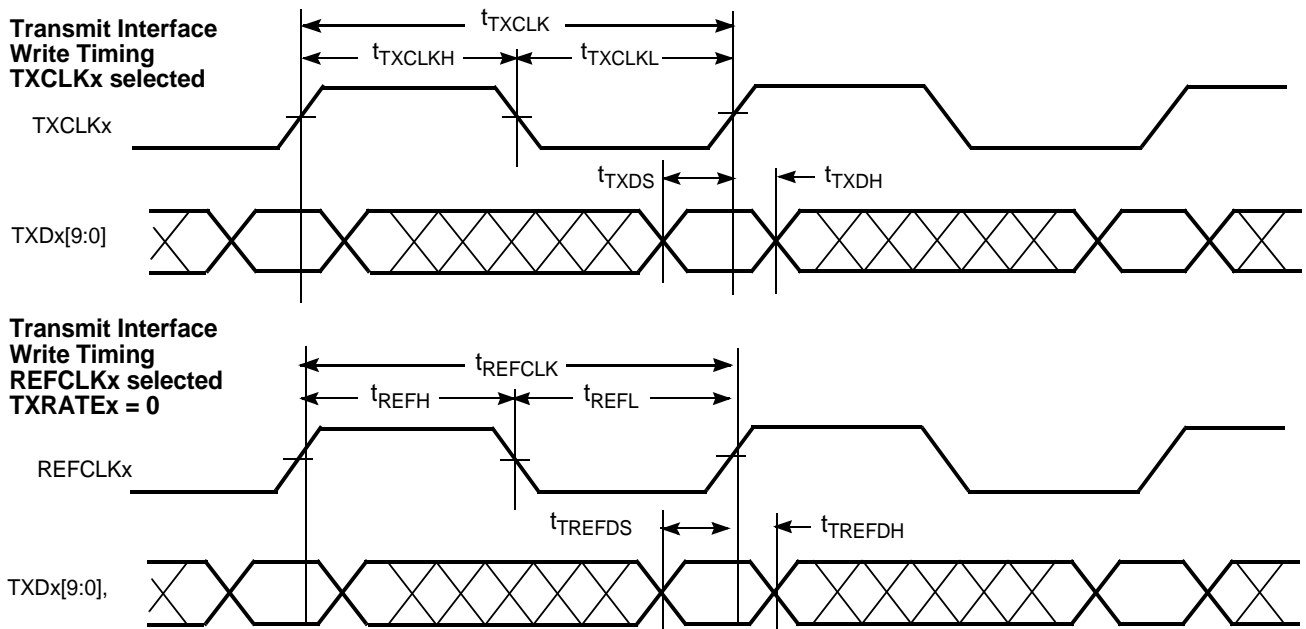 Transmit Interface
Write Timing
TXCLKx selected
tTXCLK
tTXCLKH
tTXCLKL
TXCLKx
tTXDS
tTXDH
TXDx[9:0]
Transmit Interface
Write Timing
REFCLKx selected
TXRATEx = 0
tREFCLK
tREFH
tREFL
REFCLKx
tTREFDS
tTREFDH
TXDx[9:0],